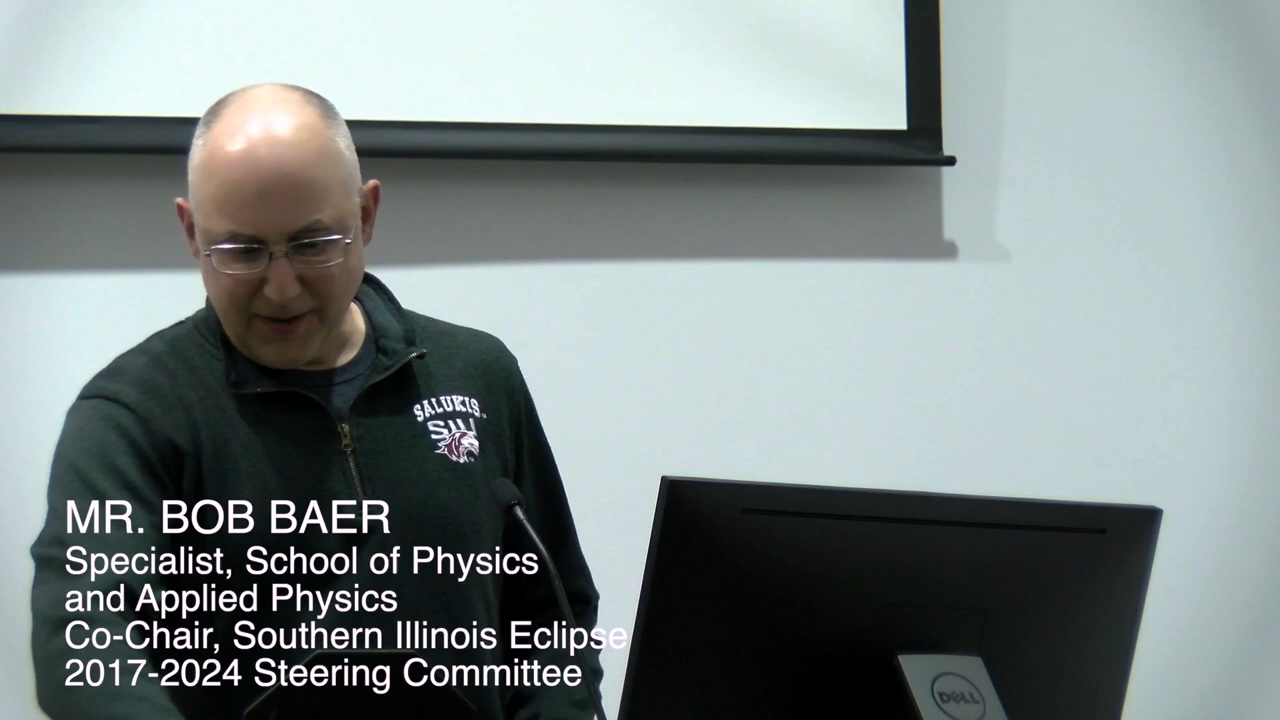 SALUKIS
SIU
MR. BOB BAER
Specialist, School of Physics
and Applied Physics
Co-Chair, Southern Illinois Eclipse
2017-2024 Steering Committee
DELL